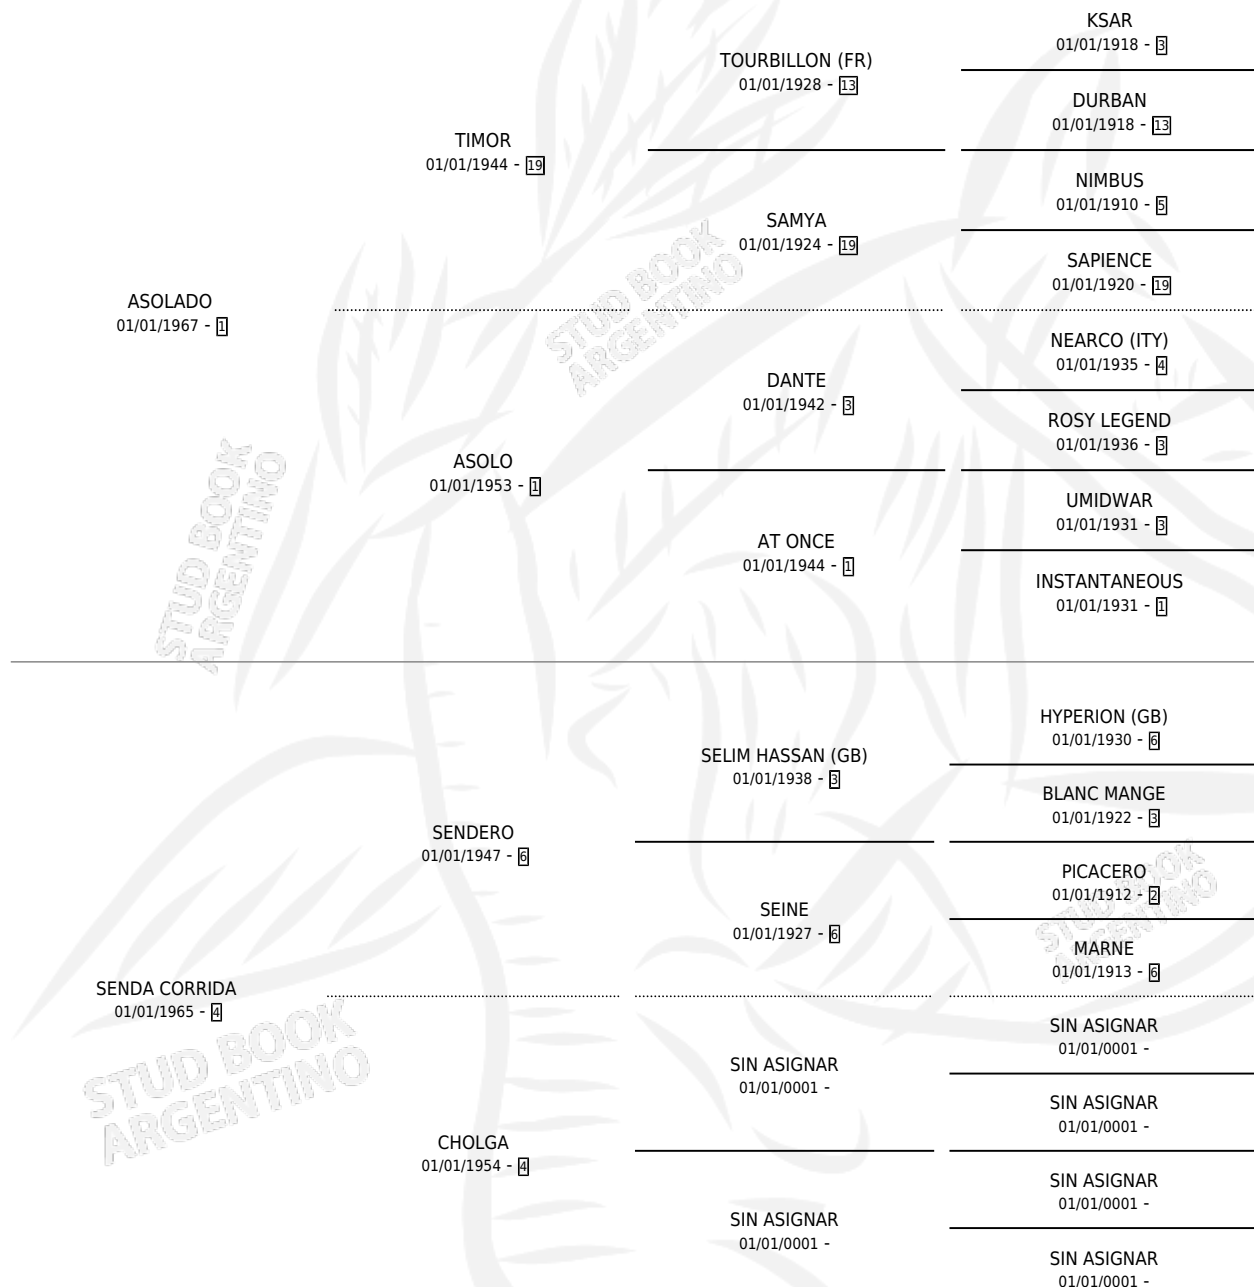 KSAR
01/01/1918 - 3
TOURBILLON (FR)
01/01/1928 - 13
DURBAN
01/01/1918 - 13
TIMOR
01/01/1944 - 19
NIMBUS
01/01/1910 - 5
SAMYA
01/01/1924 - 19
SAPIENCE
01/01/1920 - 19
ASOLADO
01/01/1967 - 1
NEARCO (ITY)
01/01/1935 - 4
DANTE
01/01/1942 - 3
ROSY LEGEND
01/01/1936 - 3
ASOLO
01/01/1953 - 1
UMIDWAR
01/01/1931 - 3
AT ONCE
01/01/1944 - 1
INSTANTANEOUS
01/01/1931 - 1
STUD BOOK
ARGENTINO
STUD BOOK
ARGENTINO
HYPERION (GB)
01/01/1930 - 6
SELIM HASSAN (GB)
01/01/1938 - 3
BLANC MANGE
01/01/1922 - 3
SENDERO
01/01/1947 - 6
PICACERO
01/01/1912 - 2
SEINE
01/01/1927 - 6
MARNE
01/01/1913 - 6
STUD BOOK
ARGENTINO
SENDA CORRIDA
01/01/1965 - 4
SIN ASIGNAR
01/01/0001 -
SIN ASIGNAR
01/01/0001 -
SIN ASIGNAR
01/01/0001 -
STUD BOOK
ARGENTINO
CHOLGA
01/01/1954 - 4
SIN ASIGNAR
01/01/0001 -
SIN ASIGNAR
01/01/0001 -
SIN ASIGNAR
01/01/0001 -